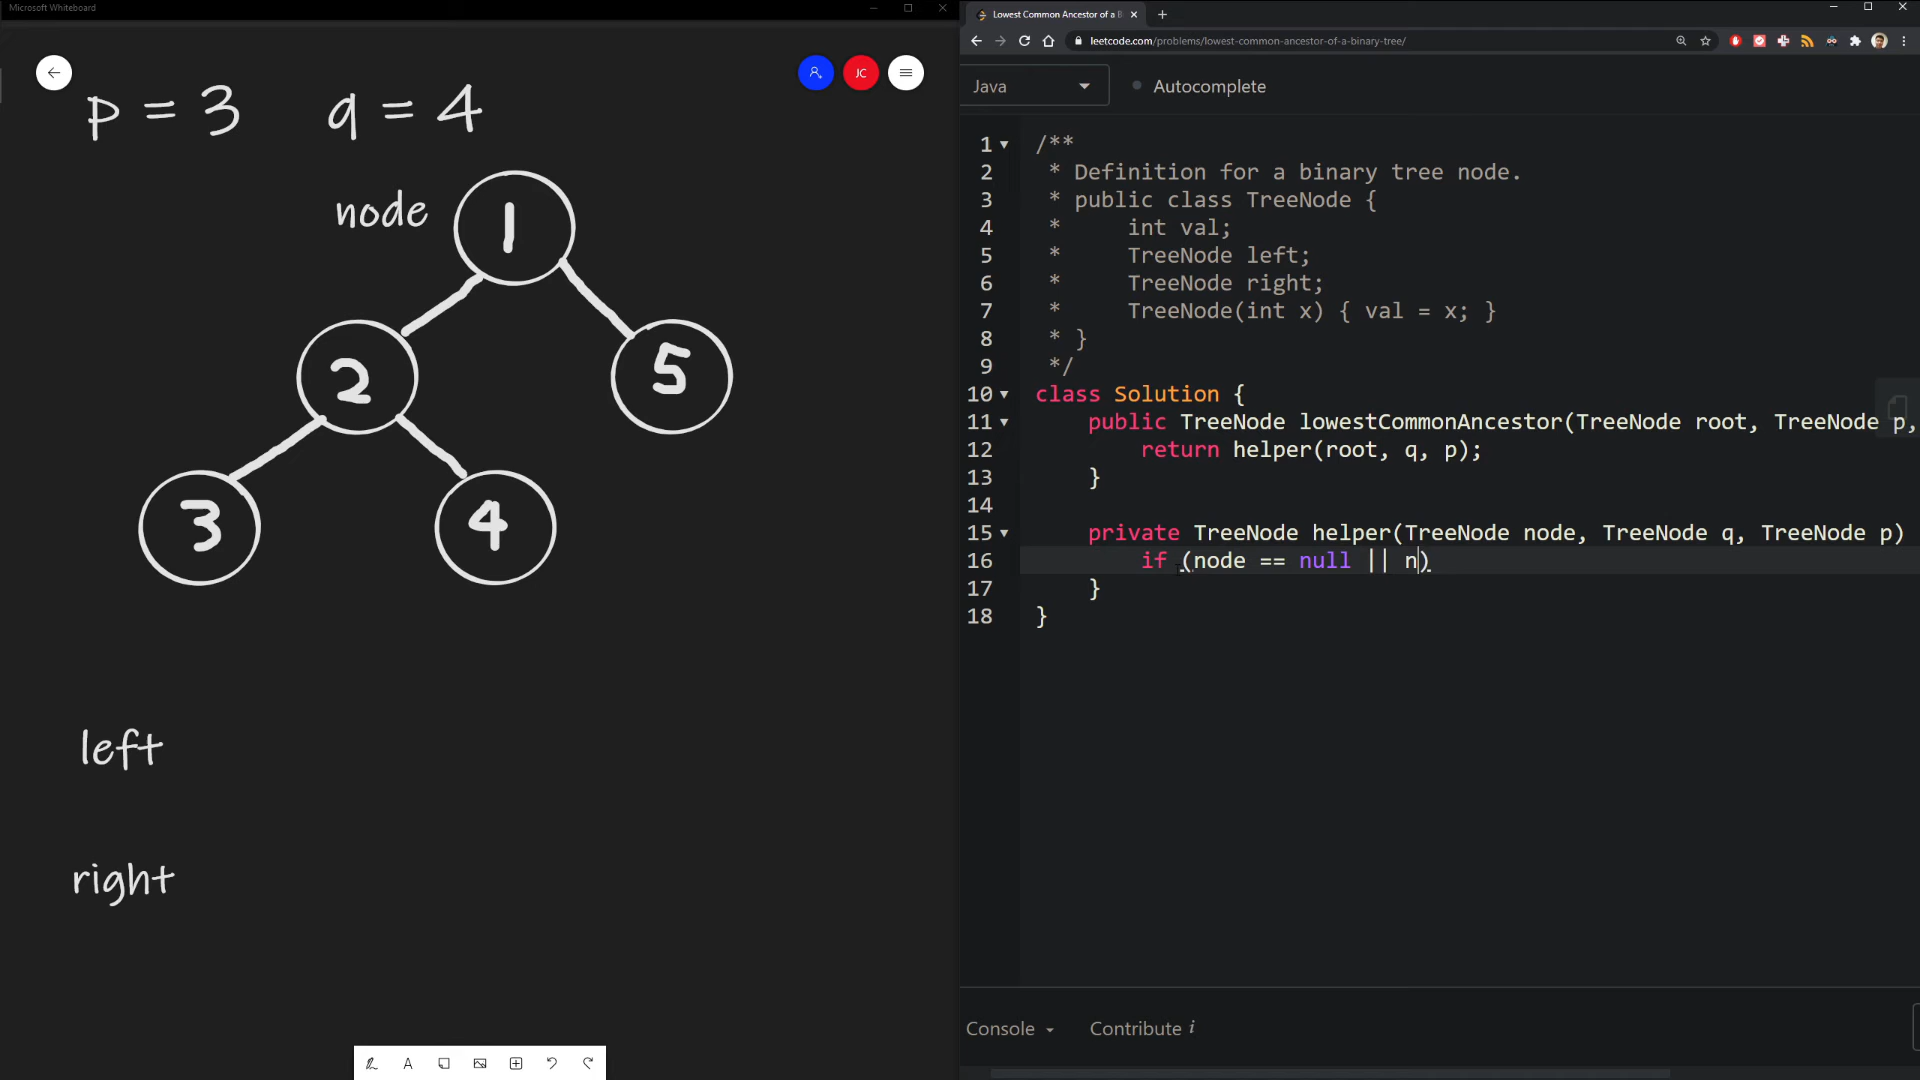 Microsoft Whiteboard
JC
p = 3 q = 4
node
1
2
5
3
4
left
right
A
leetcode.com/problems/lowest-common-ancestor-of-a-binary-tree/
Lowest Common Ancestor of a B
Java
Autocomplete
1 /**
2 * Definition for a binary tree node.
3 * public class TreeNode {
4 * int val;
5 * TreeNode left;
6 * TreeNode right;
7 * TreeNode(int x) { val = x; }
8 * }
9 */
10 class Solution {
11 public TreeNode lowestCommonAncestor(TreeNode root, TreeNode p,
12 return helper(root, q, p);
13 }
14
15 private TreeNode helper(TreeNode node, TreeNode q, TreeNode p)
16 if (node == null || n)
17 }
18 }
Console
Contribute i